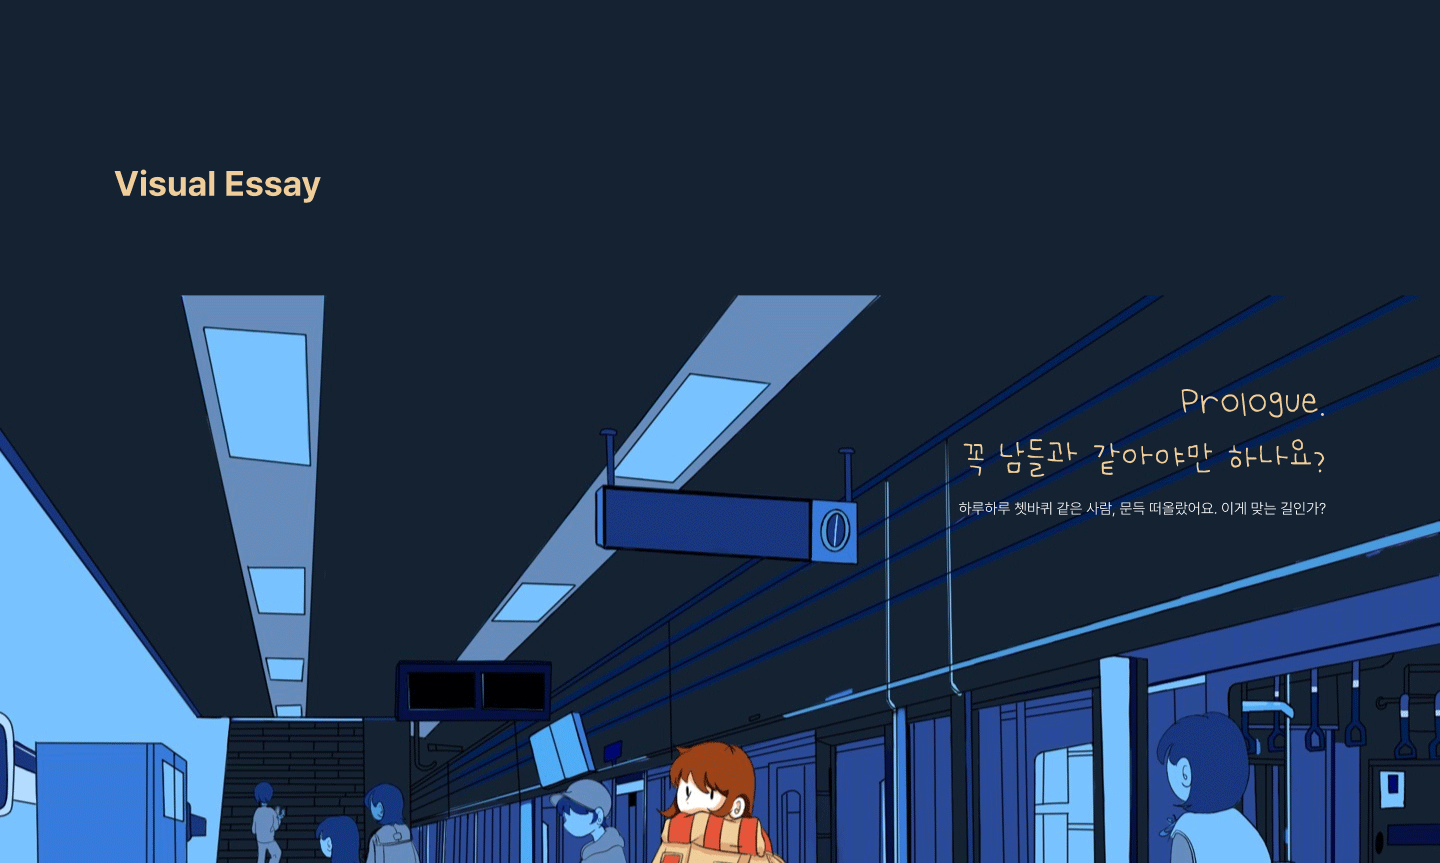 Visual Essay
Prologue.
꼭 남들과 같아야만 하나요?
하루하루 쳇바퀴 같은 사람, 문득 떠올랐어요. 이게 맞는 길인가?